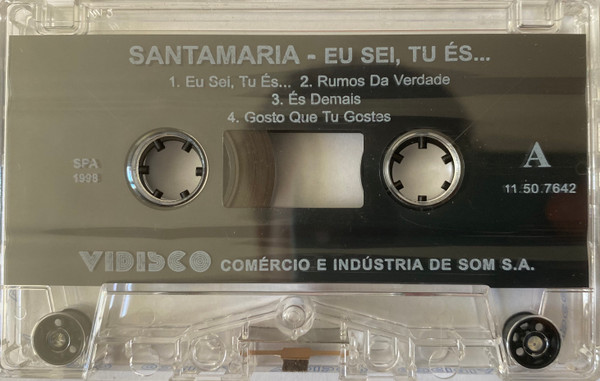 SANTAMARIA - EU SEI, TU ÉS...
1. Eu Sei, Tu És... 2. Rumos Da Verdade
3. És Demais
4. Gosto Que Tu Gostes
SPA
1998
A
11.50.7642
VIDISCO COMÉRCIO E INDÚSTRIA DE SOM S.A.